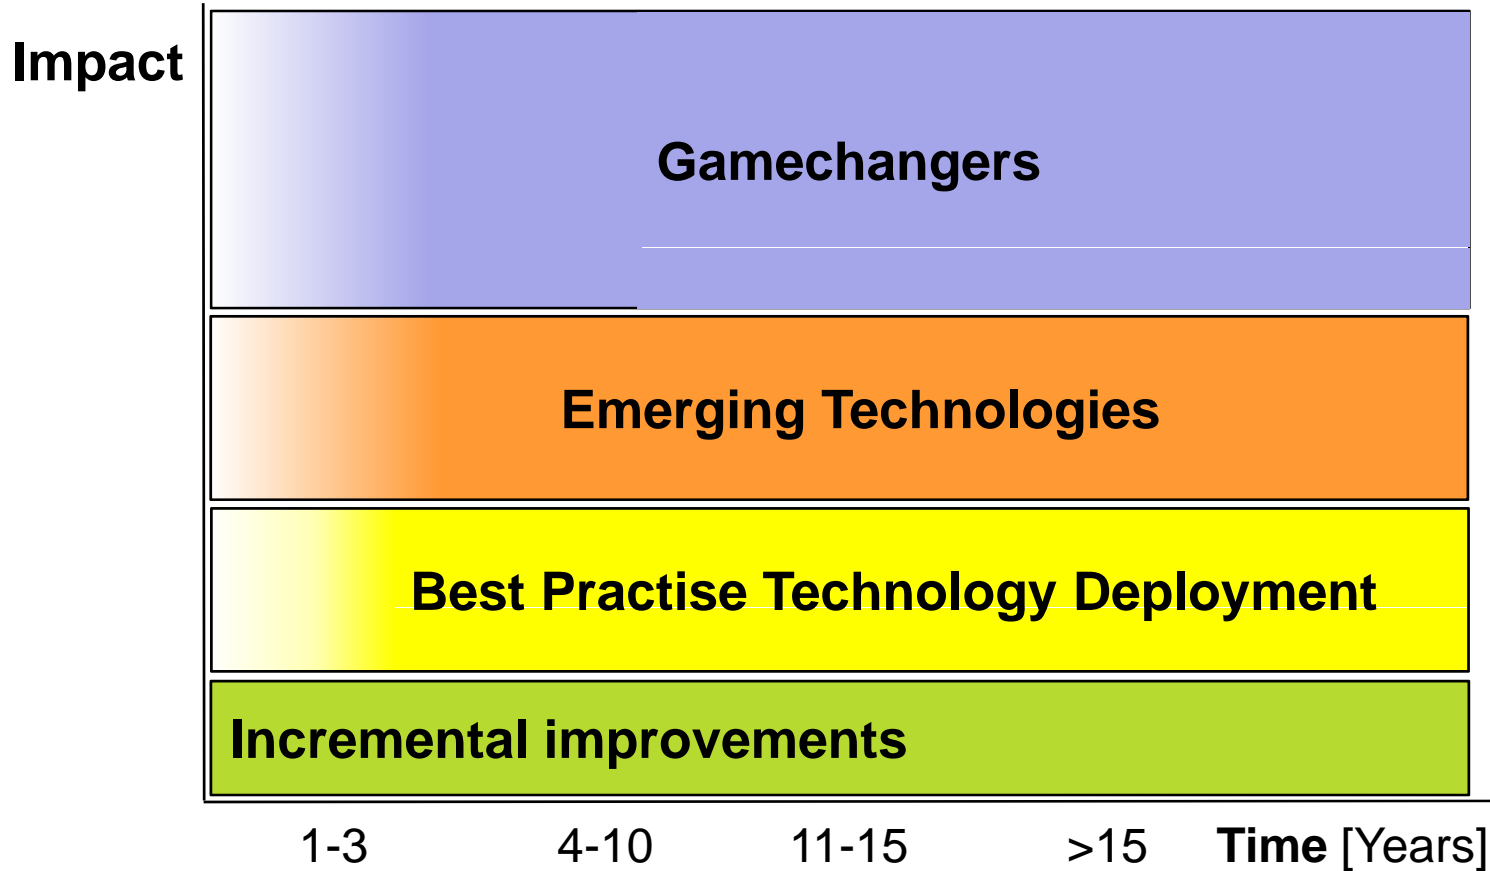 Impact
Gamechangers
Emerging Technologies
Best Practise Technology Deployment
Incremental improvements
1-3 4-10 11-15 >15 Time [Years]